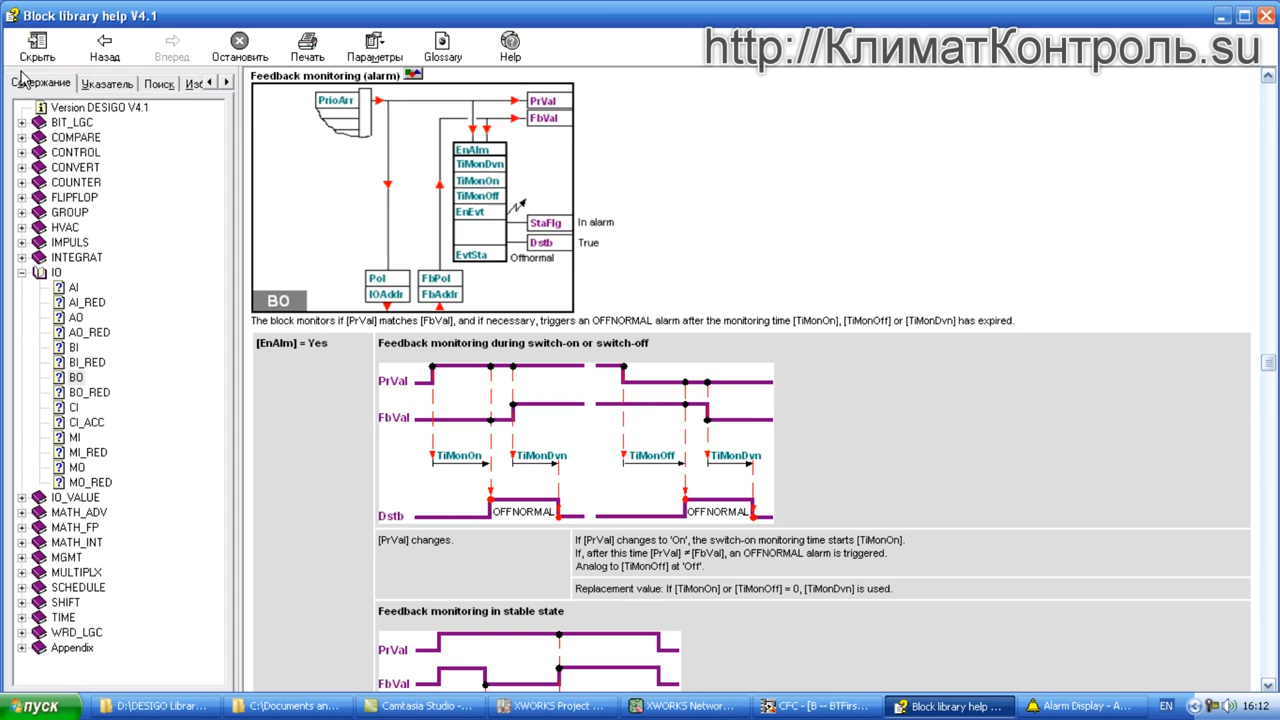 Block library help V4.1
http://КлиматКонтроль.su
Скрыть
Назад
Вперед
Остановить
Печать
Параметры
Glossary
Help
Содержание
Указатель
Поиск
Изб
Version DESIGO V4.1
BIT_LGC
COMPARE
CONTROL
CONVERT
COUNTER
FLIPFLOP
GROUP
HVAC
IMPULS
INTEGRAT
IO
AI
AI_RED
AO
AO_RED
BI
BI_RED
BO
BO_RED
CI
CI_ACC
MI
MI_RED
MO
MO_RED
IO_VALUE
MATH_ADV
MATH_FP
MATH_INT
MGMT
MULTIPLX
SCHEDULE
SHIFT
TIME
WRD_LGC
Appendix
Feedback monitoring (alarm)
PrioArr
PrVal
FbVal
EnAlm
TiMonDvn
TiMonOn
TiMonOff
EnEvt
StaFlg
In alarm
Dstb
True
EvtSta
Offnormal
Pol
FbPol
IOAddr
FbAddr
BO
The block monitors if [PrVal] matches [FbVal], and if necessary, triggers an OFFNORMAL alarm after the monitoring time [TiMonOn], [TiMonOff] or [TiMonDvn] has expired.
[EnAlm] = Yes
Feedback monitoring during switch-on or switch-off
PrVal
FbVal
TiMonOn
TiMonDvn
TiMonOff
TiMonDvn
OFFNORMAL
OFFNORMAL
Dstb
[PrVal] changes.
If [PrVal] changes to 'On', the switch-on monitoring time starts [TiMonOn].
If, after this time [PrVal] ≠ [FbVal], an OFFNORMAL alarm is triggered.
Analog to [TiMonOff] at 'Off'.
Replacement value: If [TiMonOn] or [TiMonOff] = 0, [TiMonDvn] is used.
Feedback monitoring in stable state
PrVal
FbVal
пуск
D:\DESIGO Librar...
C:\Documents an...
Camtasia Studio -...
XWORKS Project ...
XWORKS Network...
CFC - [B -- BTFirs...
Block library help ...
Alarm Display - A...
EN
16:12